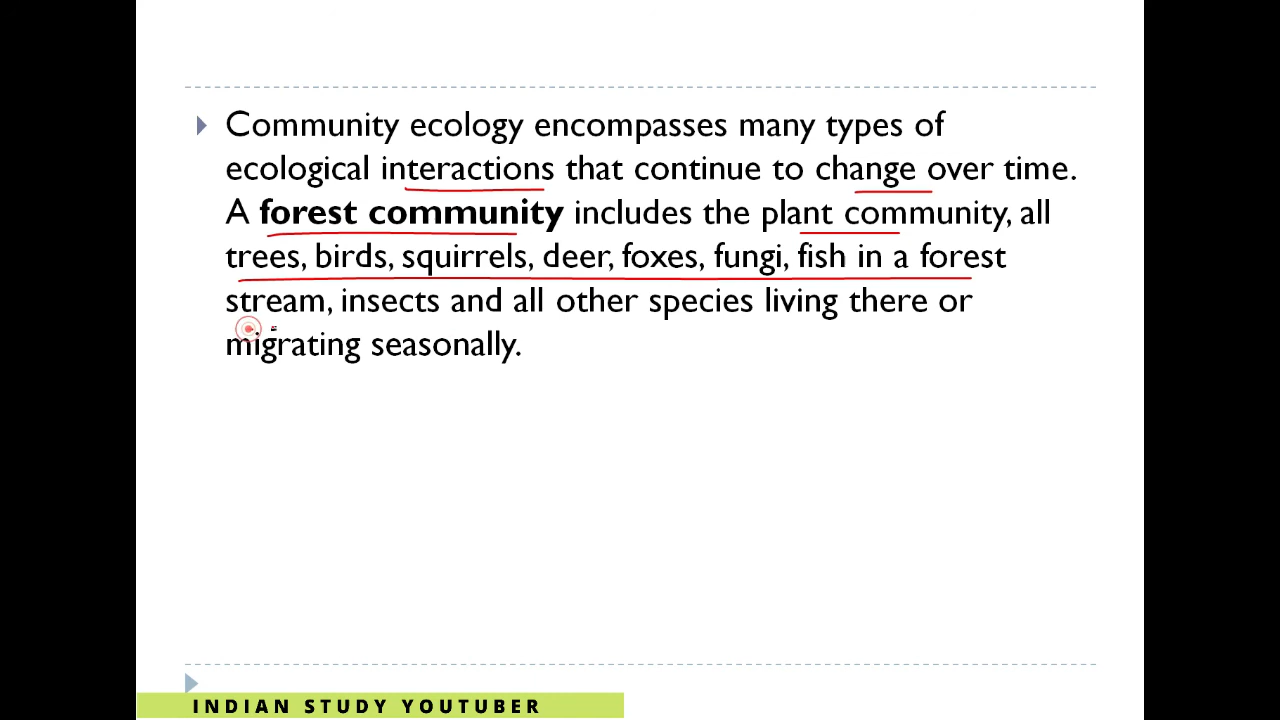 Community ecology encompasses many types of
ecological interactions that continue to change over time.
A forest community includes the plant community, all
trees, birds, squirrels, deer, foxes, fungi, fish in a forest
stream, insects and all other species living there or
migrating seasonally.
INDIAN STUDY YOUTUBER